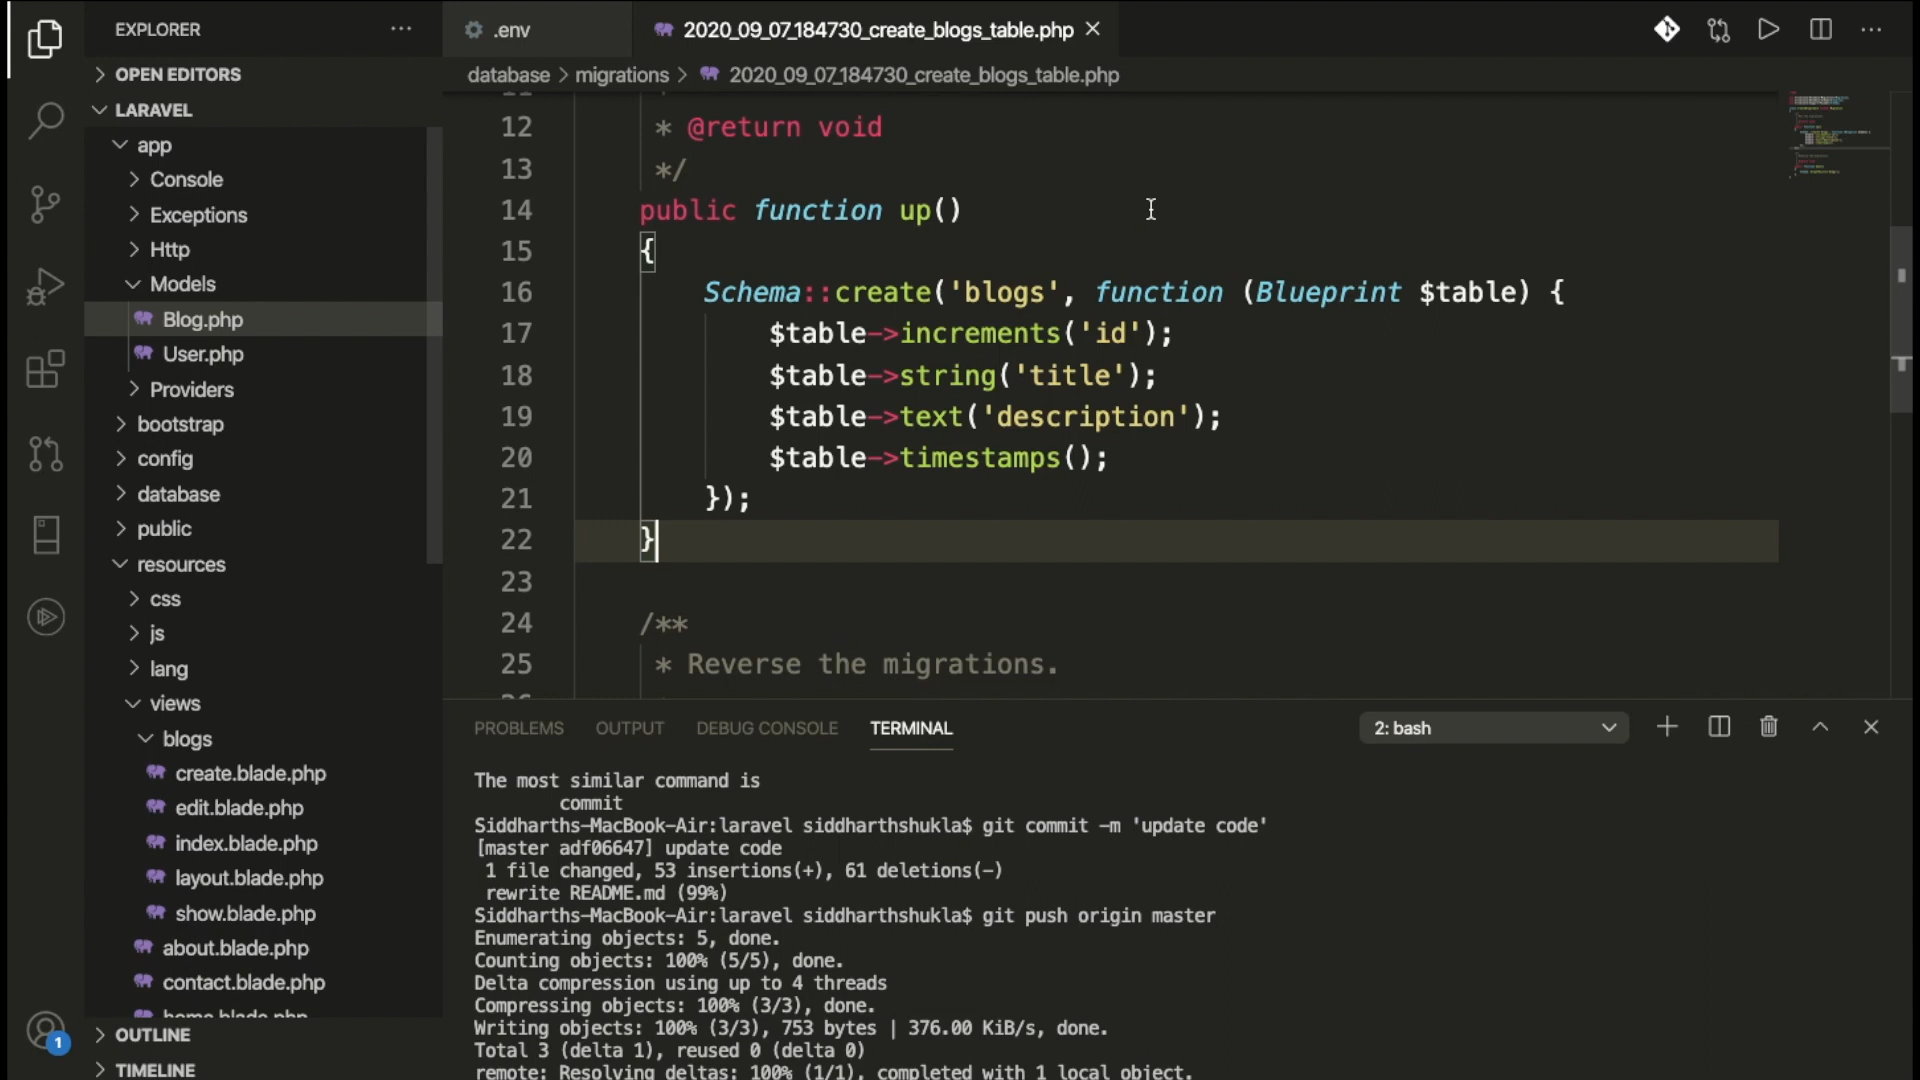 EXPLORER
OPEN EDITORS
LARAVEL
app
Console
Exceptions
Http
Models
Blog.php
User.php
Providers
bootstrap
config
database
public
resources
css
js
lang
views
blogs
create.blade.php
edit.blade.php
index.blade.php
layout.blade.php
show.blade.php
about.blade.php
contact.blade.php
home.blade.php
OUTLINE
TIMELINE
1
.env
2020_09_07_184730_create_blogs_table.php
database > migrations > 2020_09_07_184730_create_blogs_table.php
12 * @return void
13 */
14 public function up()
15 {
16 Schema::create('blogs', function (Blueprint $table) {
17 $table->increments('id');
18 $table->string('title');
19 $table->text('description');
20 $table->timestamps();
21 });
22 }
23
24 /**
25 * Reverse the migrations.
PROBLEMS OUTPUT DEBUG CONSOLE TERMINAL
2: bash
The most similar command is
commit
Siddharths-MacBook-Air:laravel siddharthshukla$ git commit -m 'update code'
[master adf06647] update code
1 file changed, 53 insertions(+), 61 deletions(-)
rewrite README.md (99%)
Siddharths-MacBook-Air:laravel siddharthshukla$ git push origin master
Enumerating objects: 5, done.
Counting objects: 100% (5/5), done.
Delta compression using up to 4 threads
Compressing objects: 100% (3/3), done.
Writing objects: 100% (3/3), 753 bytes | 376.00 KiB/s, done.
Total 3 (delta 1), reused 0 (delta 0)
remote: Resolving deltas: 100% (1/1), completed with 1 local object.